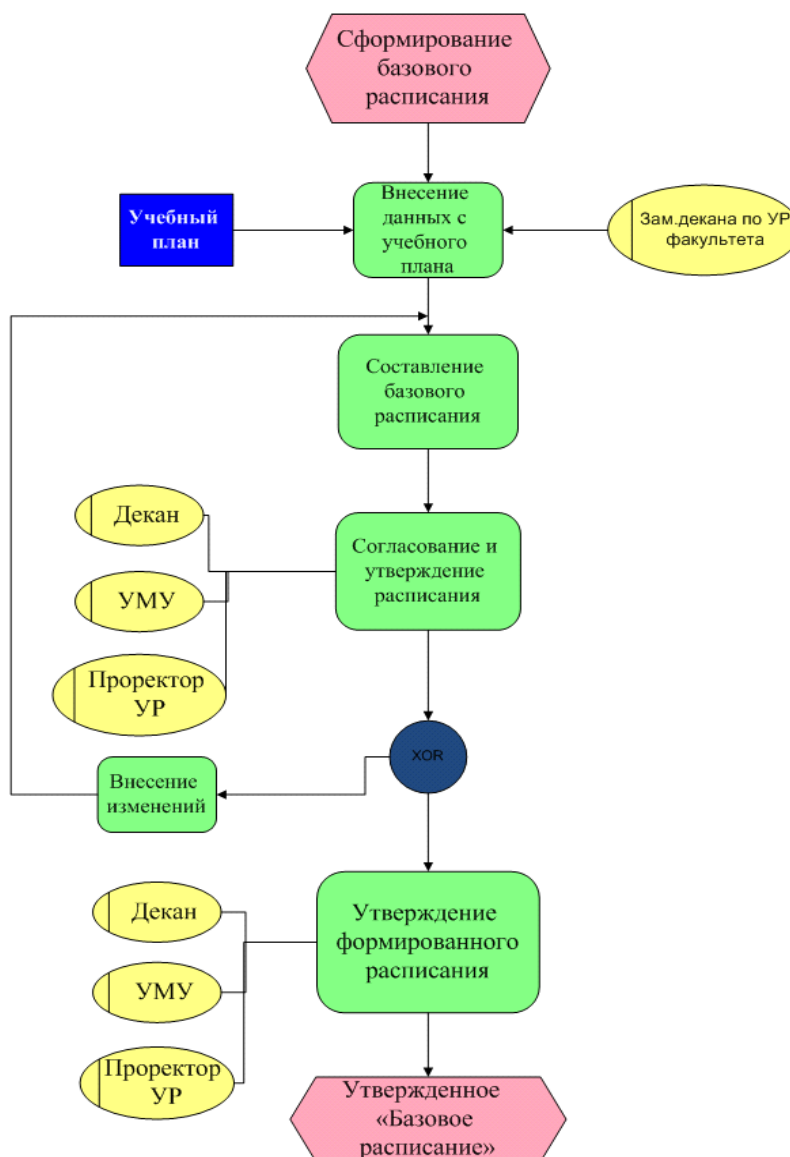 Сформирование
базового
расписания
Учебный
план
Внесение
данных с
учебного
плана
Зам.декана по УР
факультета
Составление
базового
расписания
Декан
УМУ
Проректор
УР
Согласование и
утверждение
расписания
XOR
Внесение
изменений
Декан
УМУ
Проректор
УР
Утверждение
формированного
расписания
Утвержденное
«Базовое
расписание»